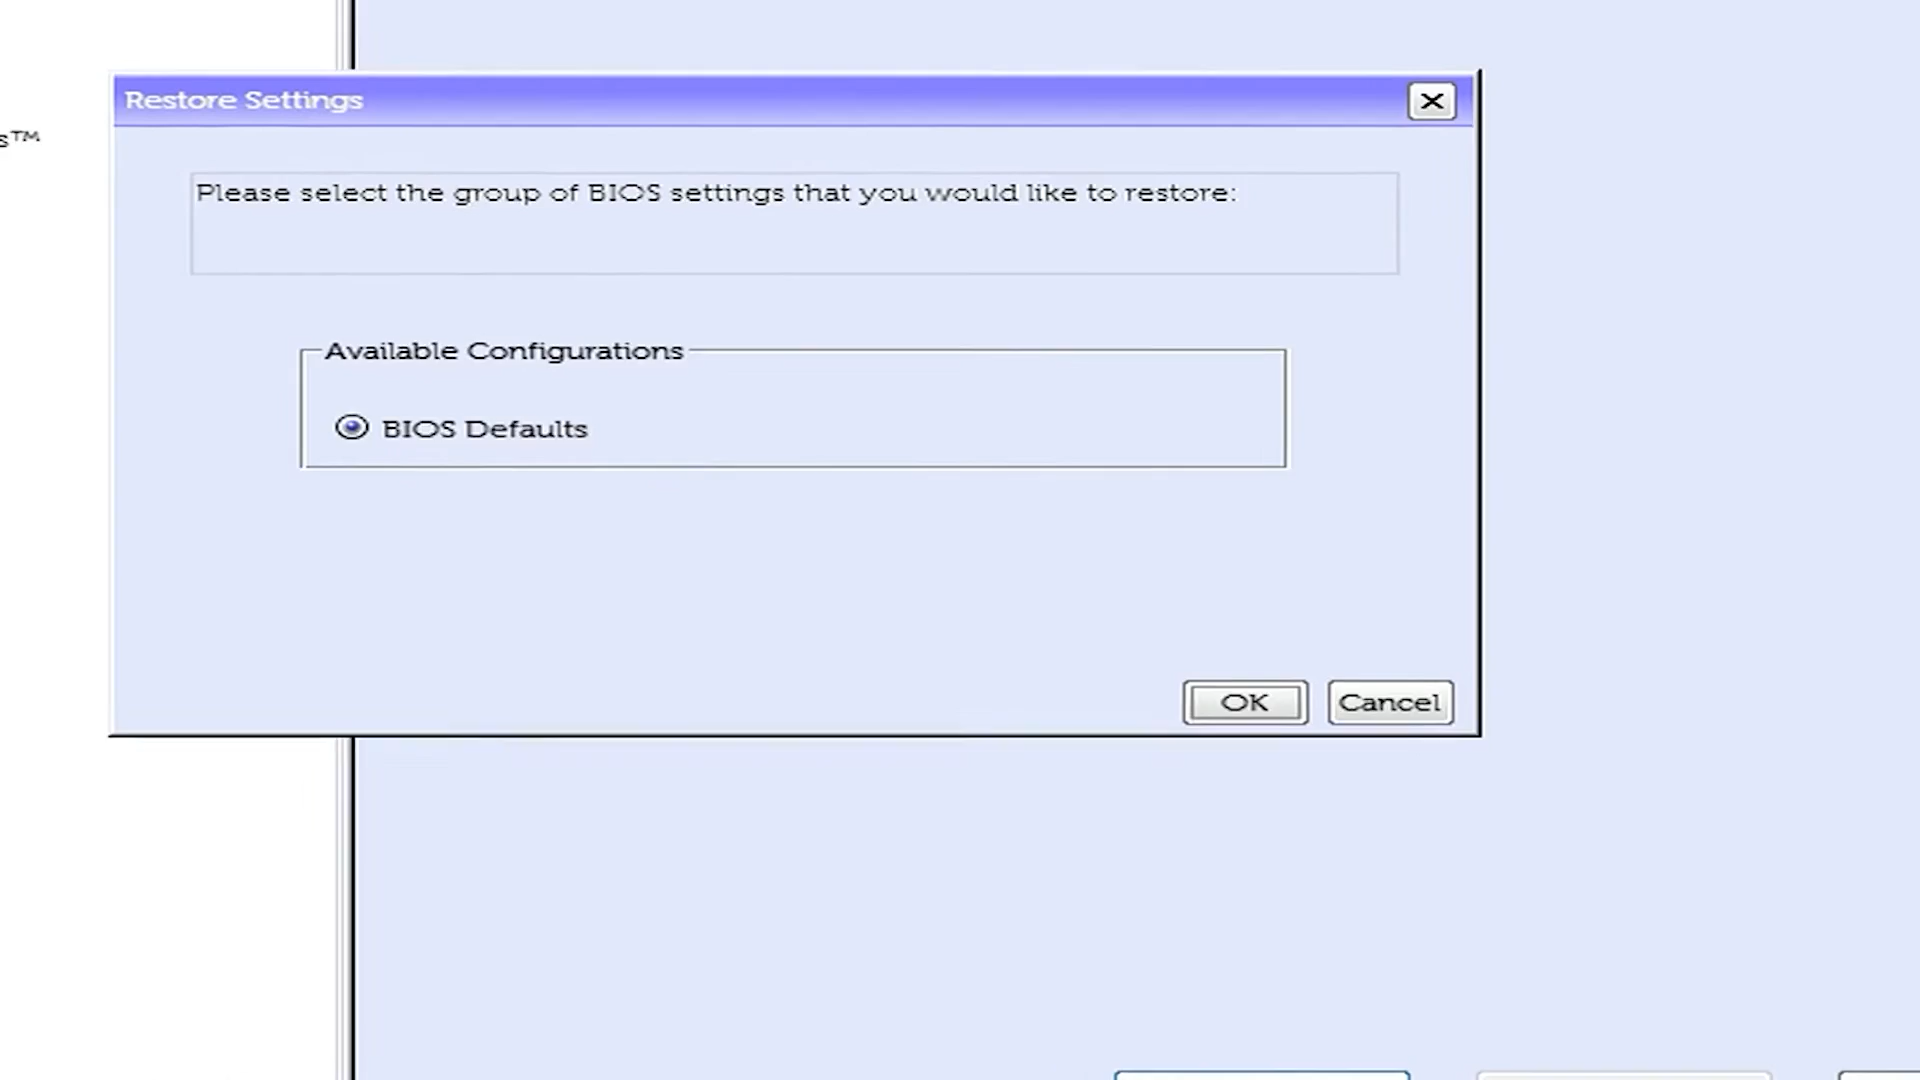 Restore Settings
s™
Please select the group of BIOS settings that you would like to restore:
Available Configurations
BIOS Defaults
OK
Cancel